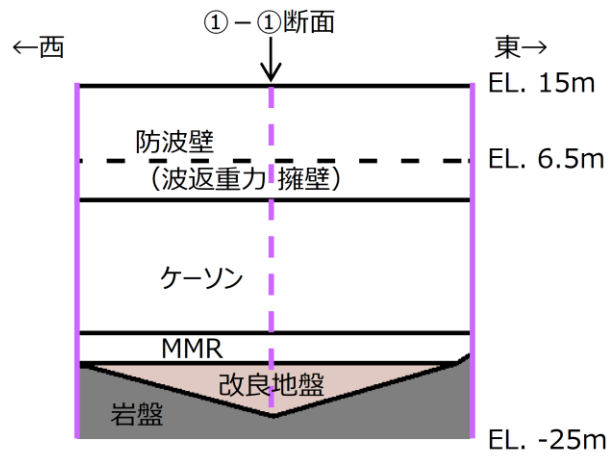 ①－①断面
←西
東→
EL. 15m
防波壁
EL. 6.5m
（波返重力 擁壁）
ケーソン
MMR
改良地盤
岩盤
EL. -25m